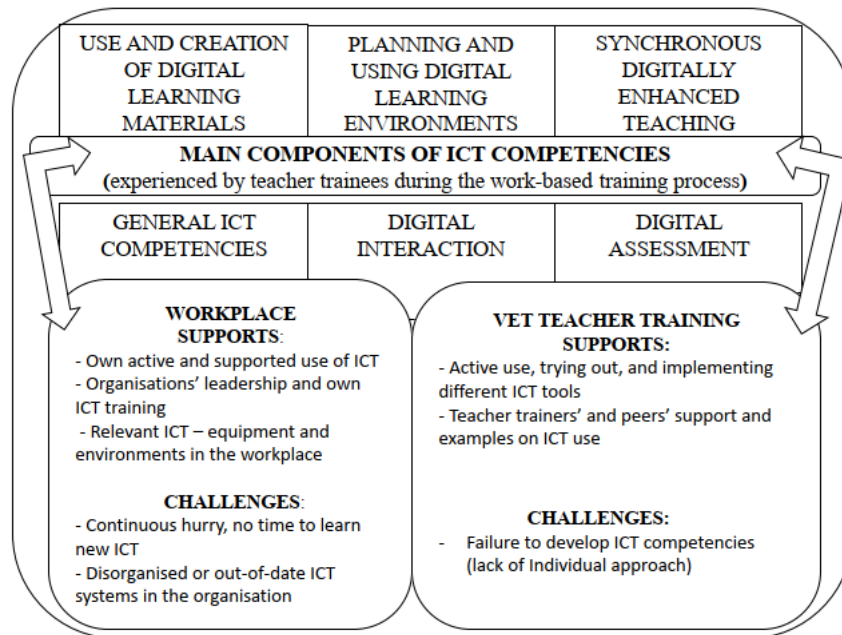 USE AND CREATION
OF DIGITAL
LEARNING
MATERIALS
PLANNING AND
USING DIGITAL
LEARNING
ENVIRONMENTS
SYNCHRONOUS
DIGITALLY
ENHANCED
TEACHING
MAIN COMPONENTS OF ICT COMPETENCIES
(experienced by teacher trainees during the work-based training process)
GENERAL ICT
COMPETENCIES
DIGITAL
INTERACTION
DIGITAL
ASSESSMENT
WORKPLACE
SUPPORTS:
- Own active and supported use of ICT
- Organisations' leadership and own
ICT training
- Relevant ICT – equipment and
environments in the workplace
CHALLENGES:
- Continuous hurry, no time to learn
new ICT
- Disorganised or out-of-date ICT
systems in the organisation
VET TEACHER TRAINING
SUPPORTS:
- Active use, trying out, and implementing
different ICT tools
- Teacher trainers' and peers' support and
examples on ICT use
CHALLENGES:
- Failure to develop ICT competencies
(lack of Individual approach)